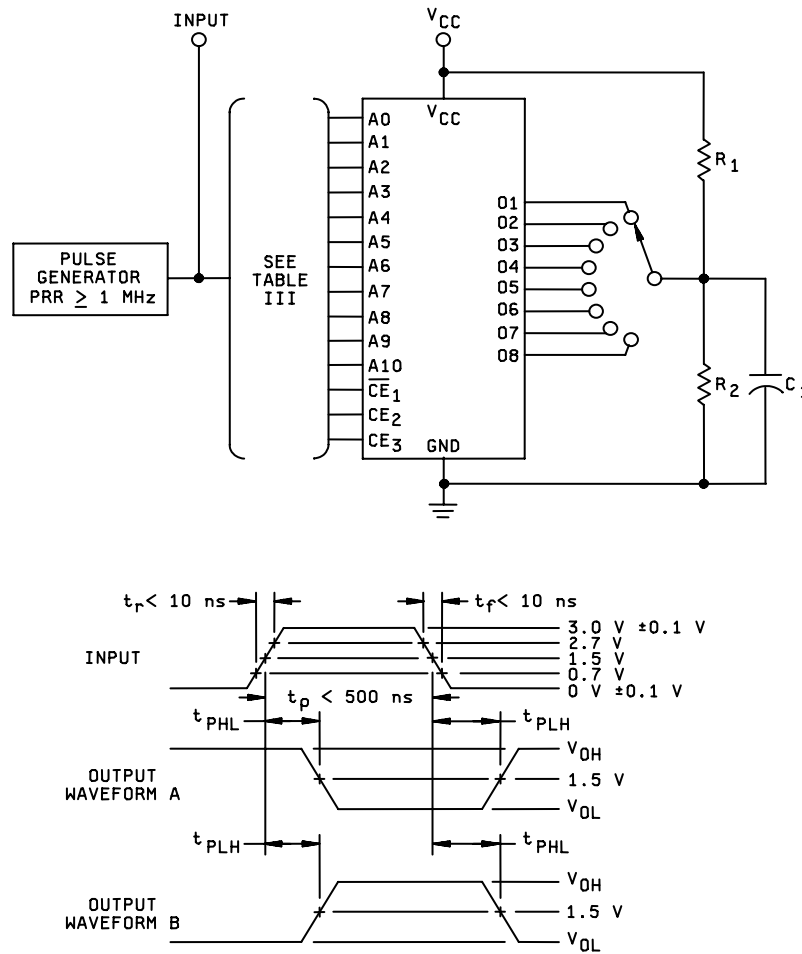 INPUT
VCC
VCC
A0
A1
A2
A3
A4
A5
A6
A7
A8
A9
A10
CE1
CE2
CE3
GND
O1
O2
O3
O4
O5
O6
O7
O8
R1
R2
PULSE
GENERATOR
PRR ≥ 1 MHz
SEE
TABLE
III
tr< 10 ns
tf< 10 ns
INPUT
3.0 V ±0.1 V
2.7 V
1.5 V
0.7 V
0 V ±0.1 V
tp < 500 ns
tPHL
tPLH
OUTPUT
WAVEFORM A
VOH
1.5 V
VOL
tPLH
tPHL
OUTPUT
WAVEFORM B
VOH
1.5 V
VOL